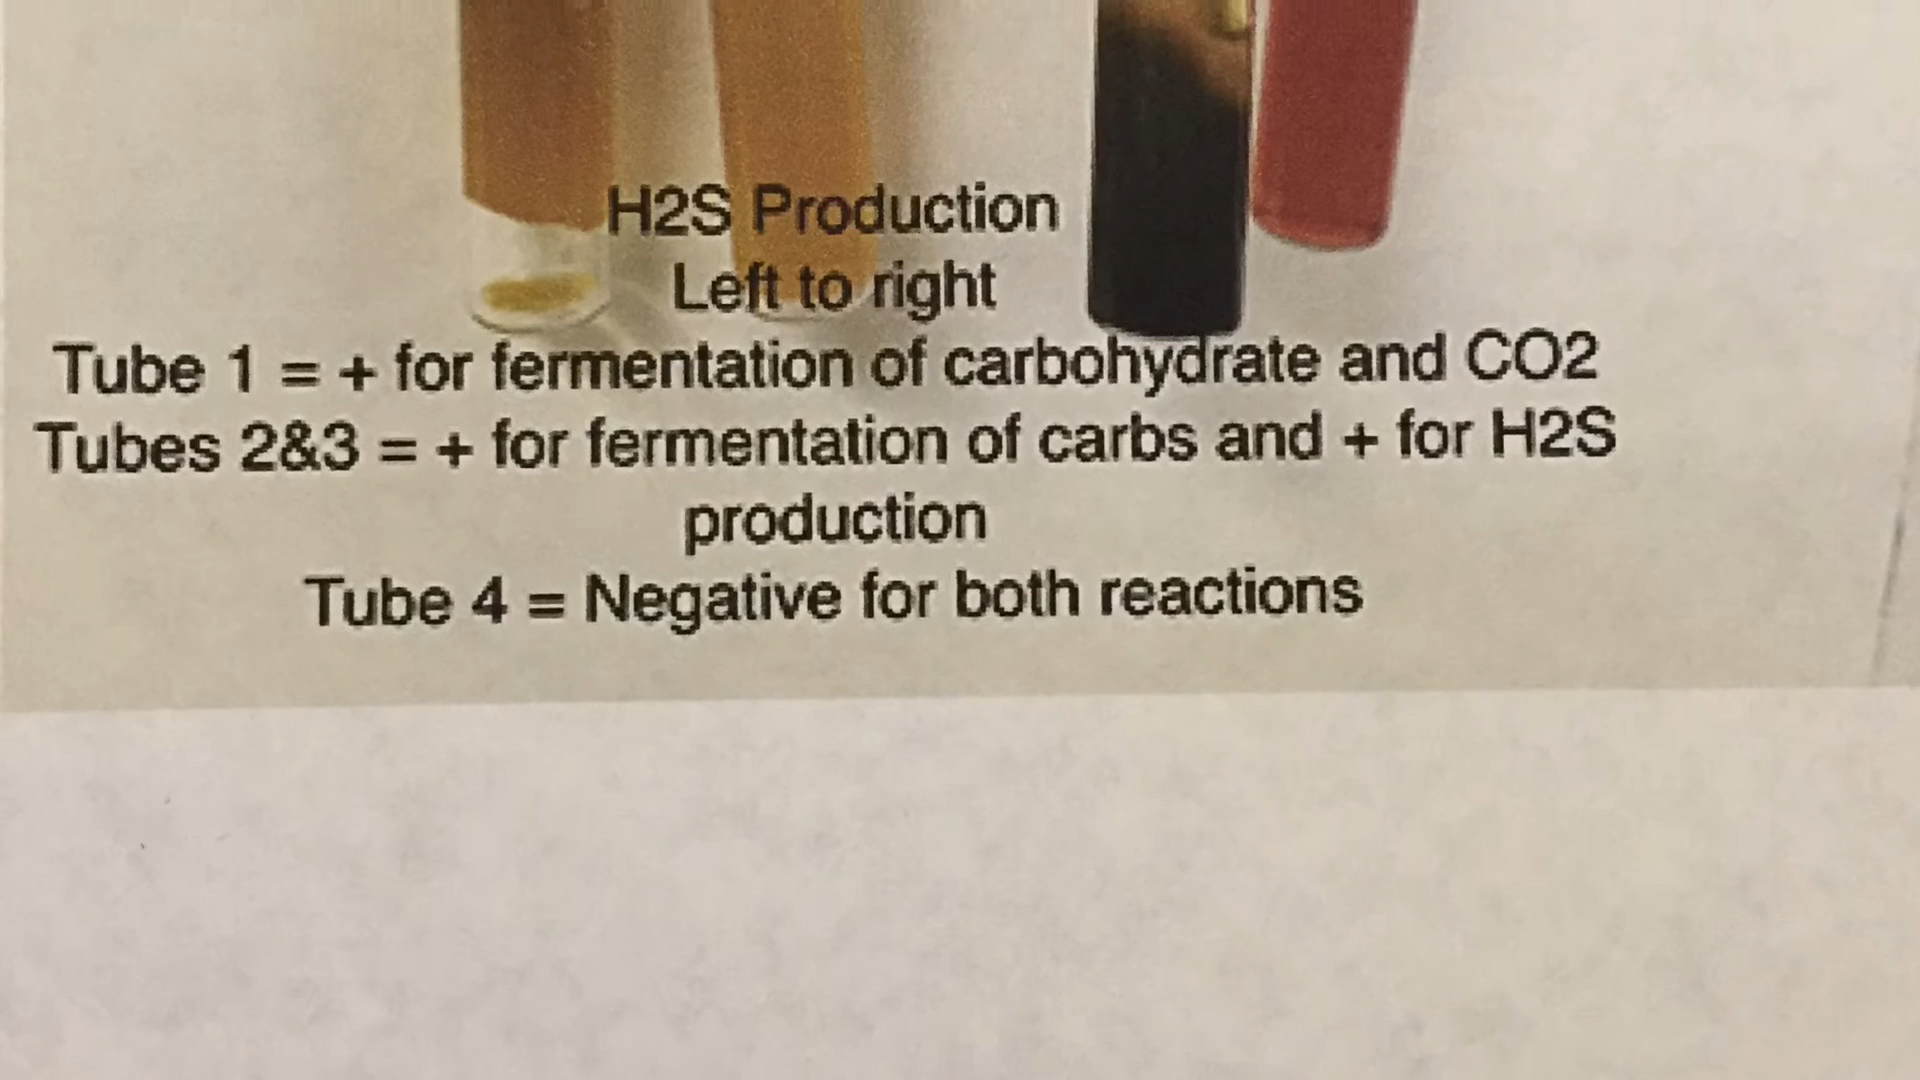 H2S Production
Left to right
Tube 1 = + for fermentation of carbohydrate and CO2
Tubes 2&3 = + for fermentation of carbs and + for H2S
production
Tube 4 = Negative for both reactions